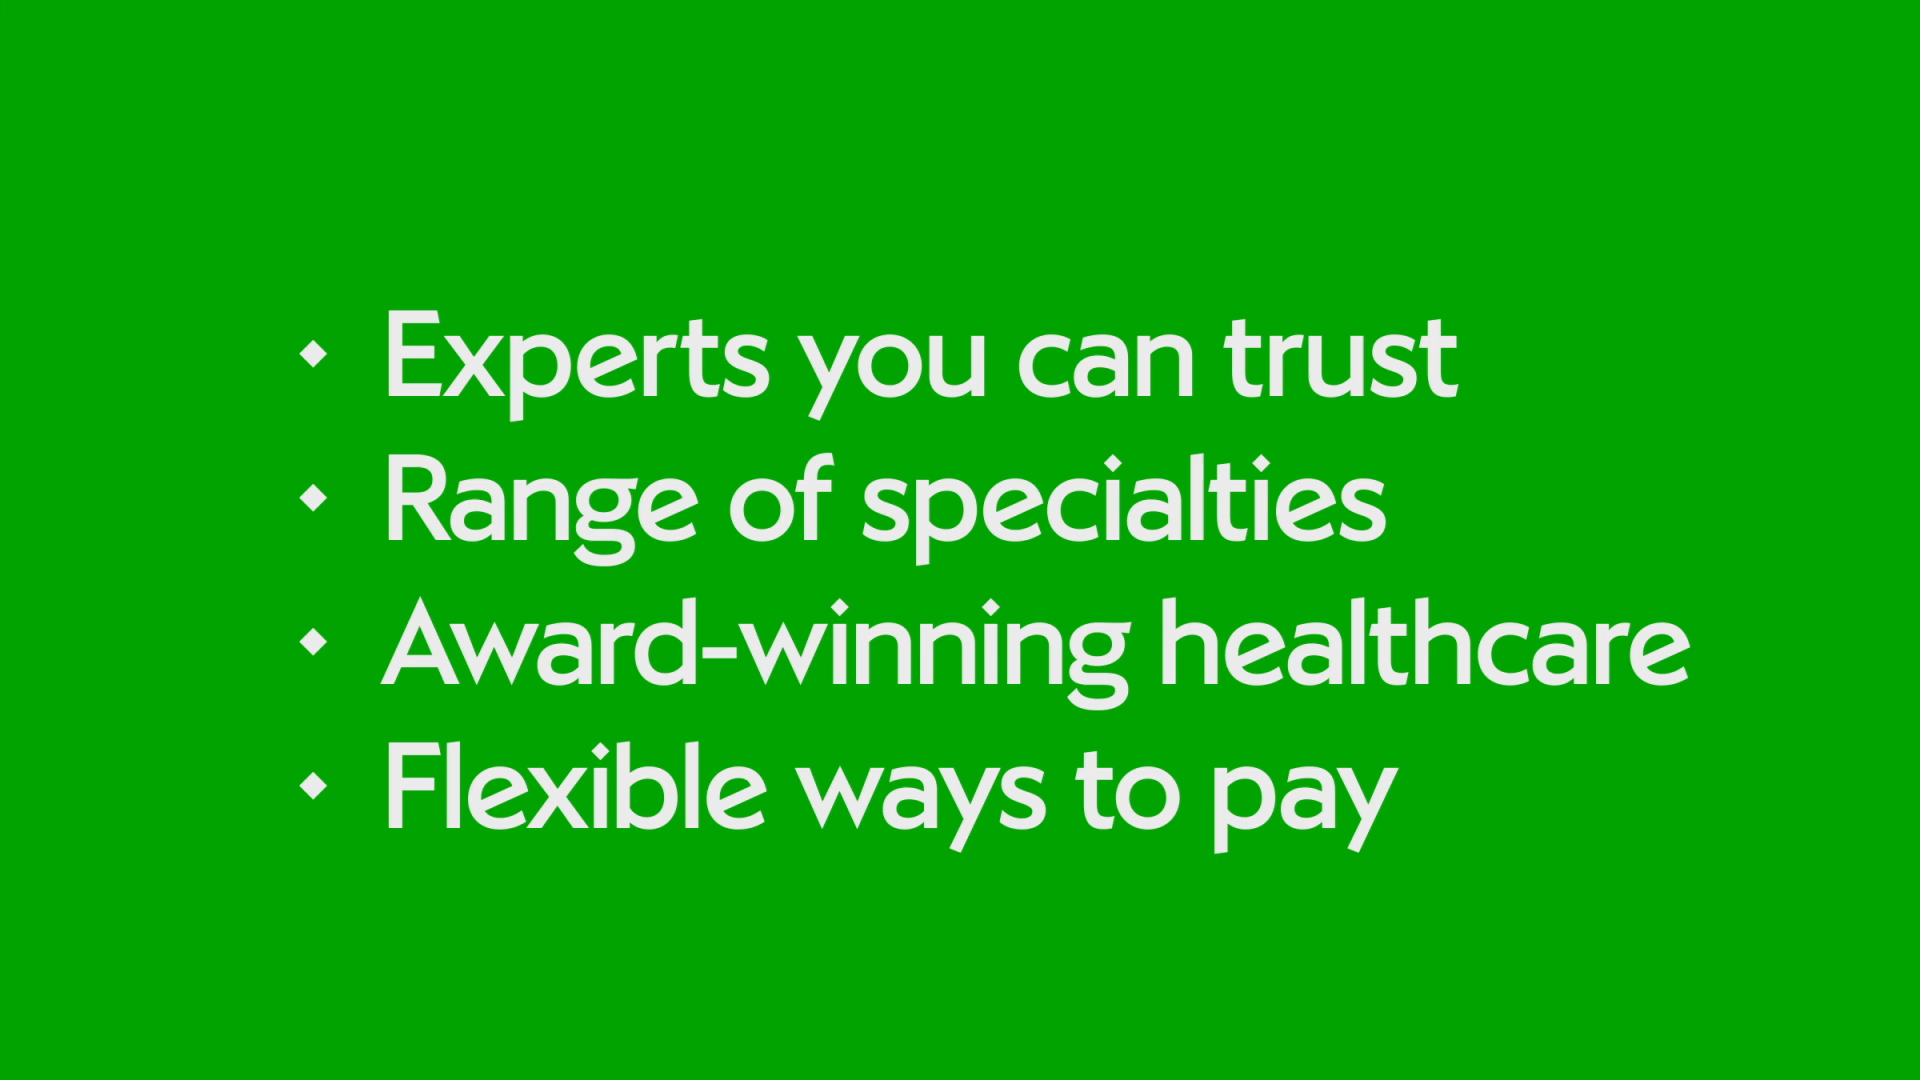 • Experts you can trust
• Range of specialties
• Award-winning healthcare
• Flexible ways to pay